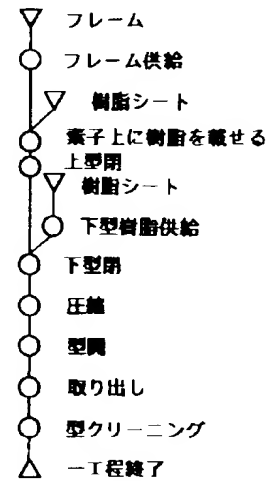 フレーム
フレーム供給
樹脂シート
素子上に樹脂を載せる
上型閉
樹脂シート
下型樹脂供給
下型閉
圧縮
型開
取り出し
型クリーニング
一工程終了